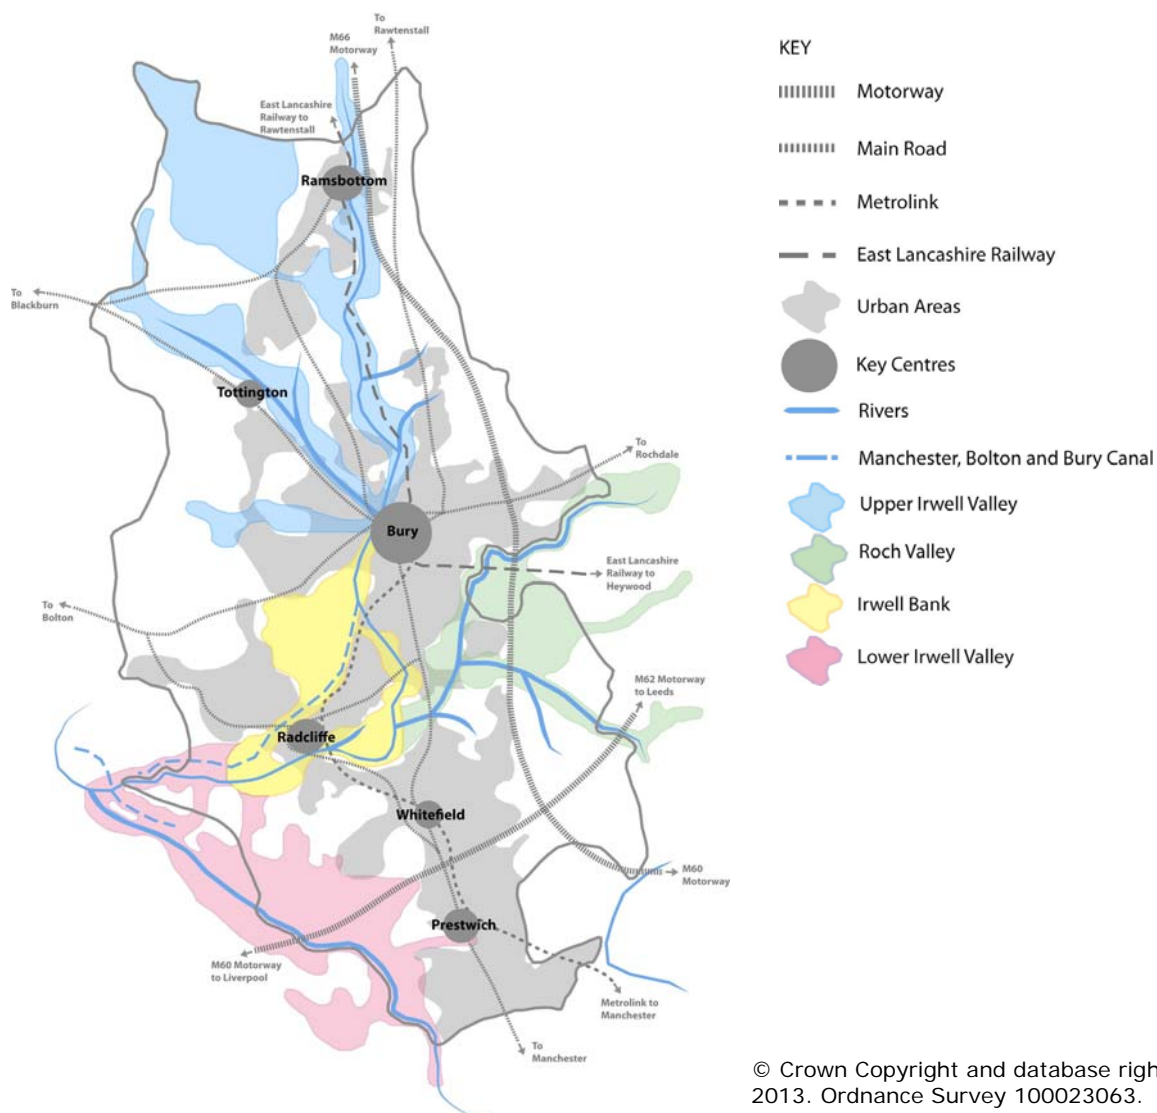 To
Rawtenstall
M66
Motorway
East Lancashire
Railway to
Rawtenstall
Ramsbottom
To
Blackburn
Tottington
To
Rochdale
Bury
East Lancashire
Railway to
Heywood
To
Bolton
M62 Motorway
to Leeds
Radcliffe
Whitefield
M60
Motorway
Prestwich
M60 Motorway
to Liverpool
Metrolink to
Manchester
To
Manchester
KEY
Motorway
Main Road
Metrolink
East Lancashire Railway
Urban Areas
Key Centres
Rivers
Manchester, Bolton and Bury Canal
Upper Irwell Valley
Roch Valley
Irwell Bank
Lower Irwell Valley
© Crown Copyright and database righ
2013. Ordnance Survey 100023063.